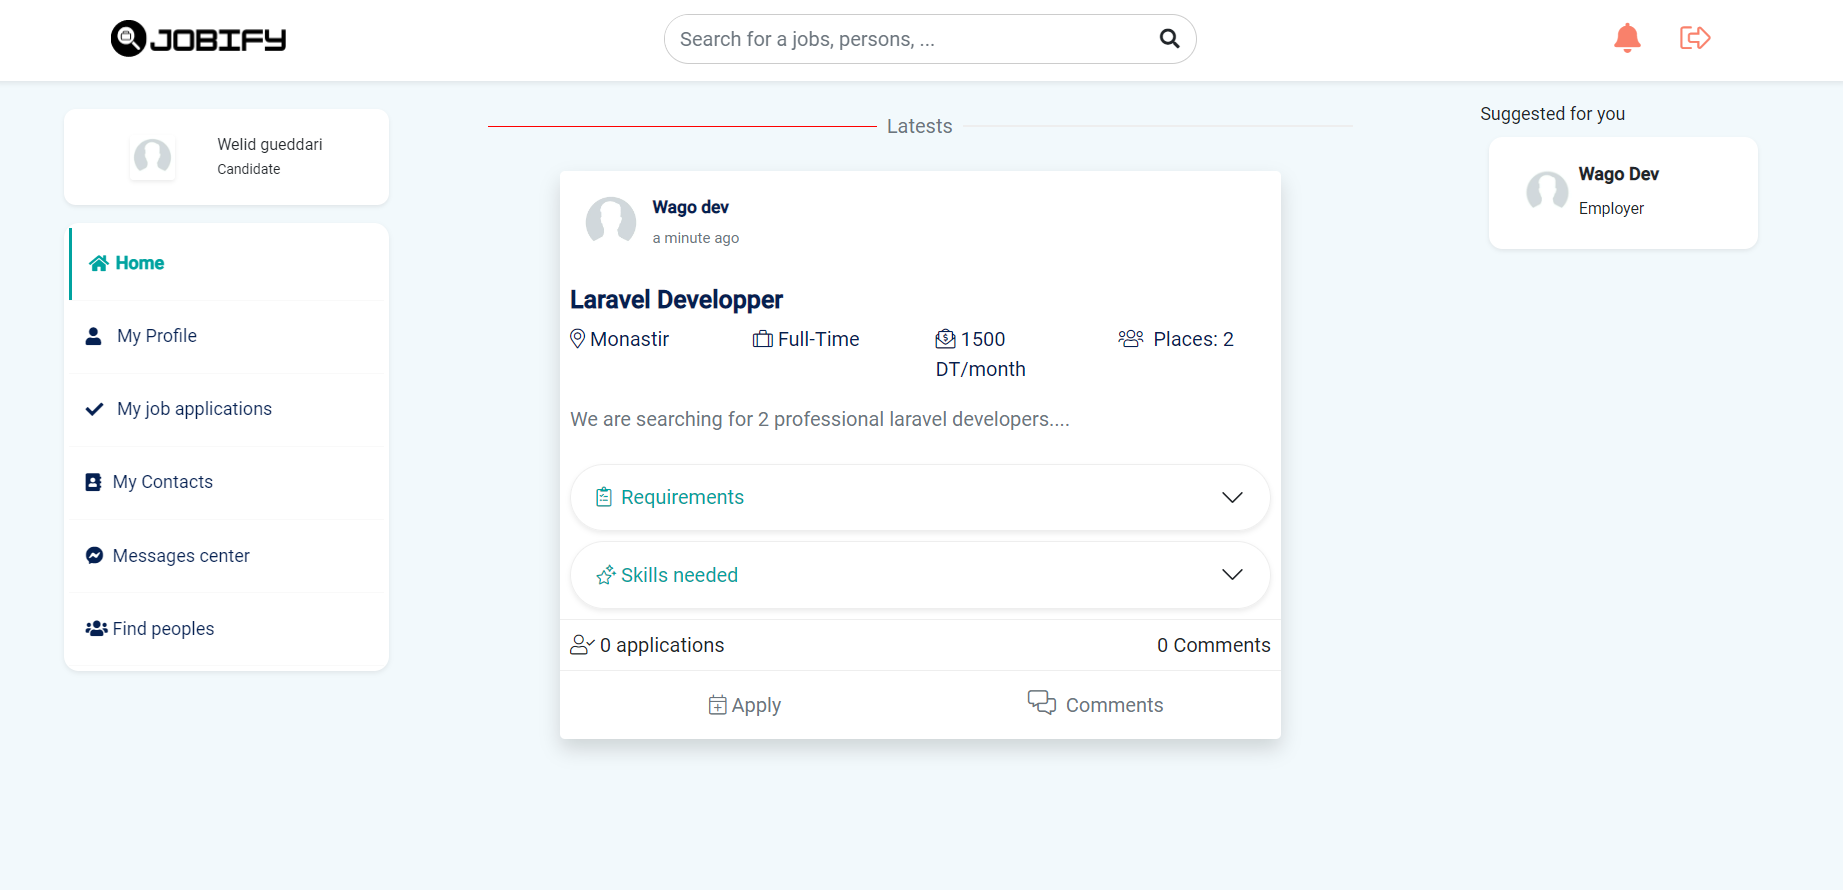 JOBIFY
Search for a jobs, persons, ...
Welid gueddari
Candidate
Home
My Profile
My job applications
My Contacts
Messages center
Find peoples
Latests
Wago dev
a minute ago
Laravel Developper
Monastir
Full-Time
1500
DT/month
Places: 2
We are searching for 2 professional laravel developers....
Requirements
Skills needed
0 applications
0 Comments
Apply
Comments
Suggested for you
Wago Dev
Employer